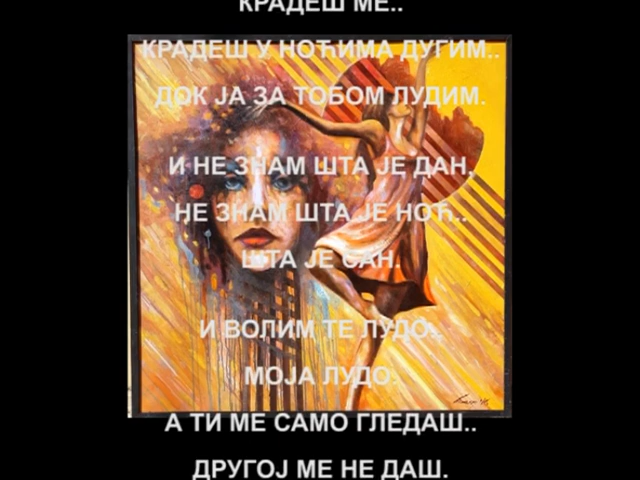 КРАДЕШ МЕ..
КРАДЕШ У НОЋИМА ДУГИМ..
ДОК ЈА ЗА ТОБОМ ЛУДИМ.
И НЕ ЗНАМ ШТА ЈЕ ДАН,
НЕ ЗНАМ ШТА ЈЕ НОЋ..
ШТА ЈЕ САН.
И ВОЛИМ ТЕ ЛУДО..
МОЈА ЛУДО.
А ТИ МЕ САМО ГЛЕДАШ..
ДРУГОЈ МЕ НЕ ДАШ.